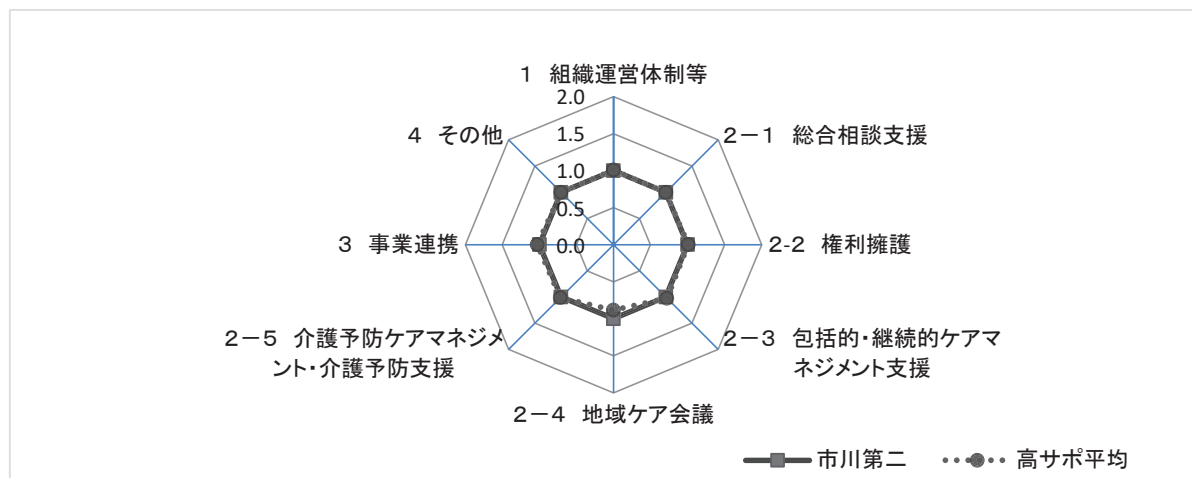 1　組織運営体制等
2.0
1.5
1.0
0.5
0.0
2－1　総合相談支援
2-2　権利擁護
2－3　包括的・継続的ケアマ
ネジメント支援
2－4　地域ケア会議
2－5　介護予防ケアマネジメ
ント・介護予防支援
3　事業連携
4　その他
市川第二
高サポ平均